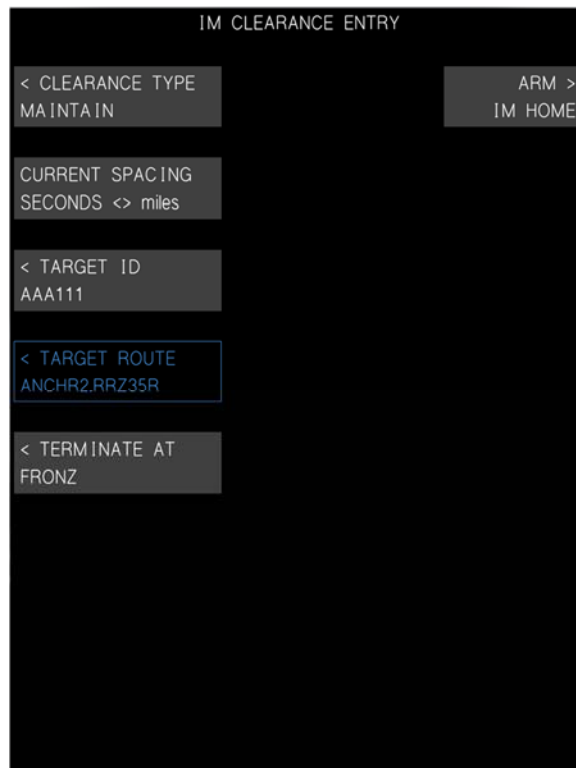 IM CLEARANCE ENTRY
< CLEARANCE TYPE
MAINTAIN
ARM >
IM HOME
CURRENT SPACING
SECONDS <> miles
< TARGET ID
AAA111
< TARGET ROUTE
ANCHR2.RRZ35R
< TERMINATE AT
FRONZ